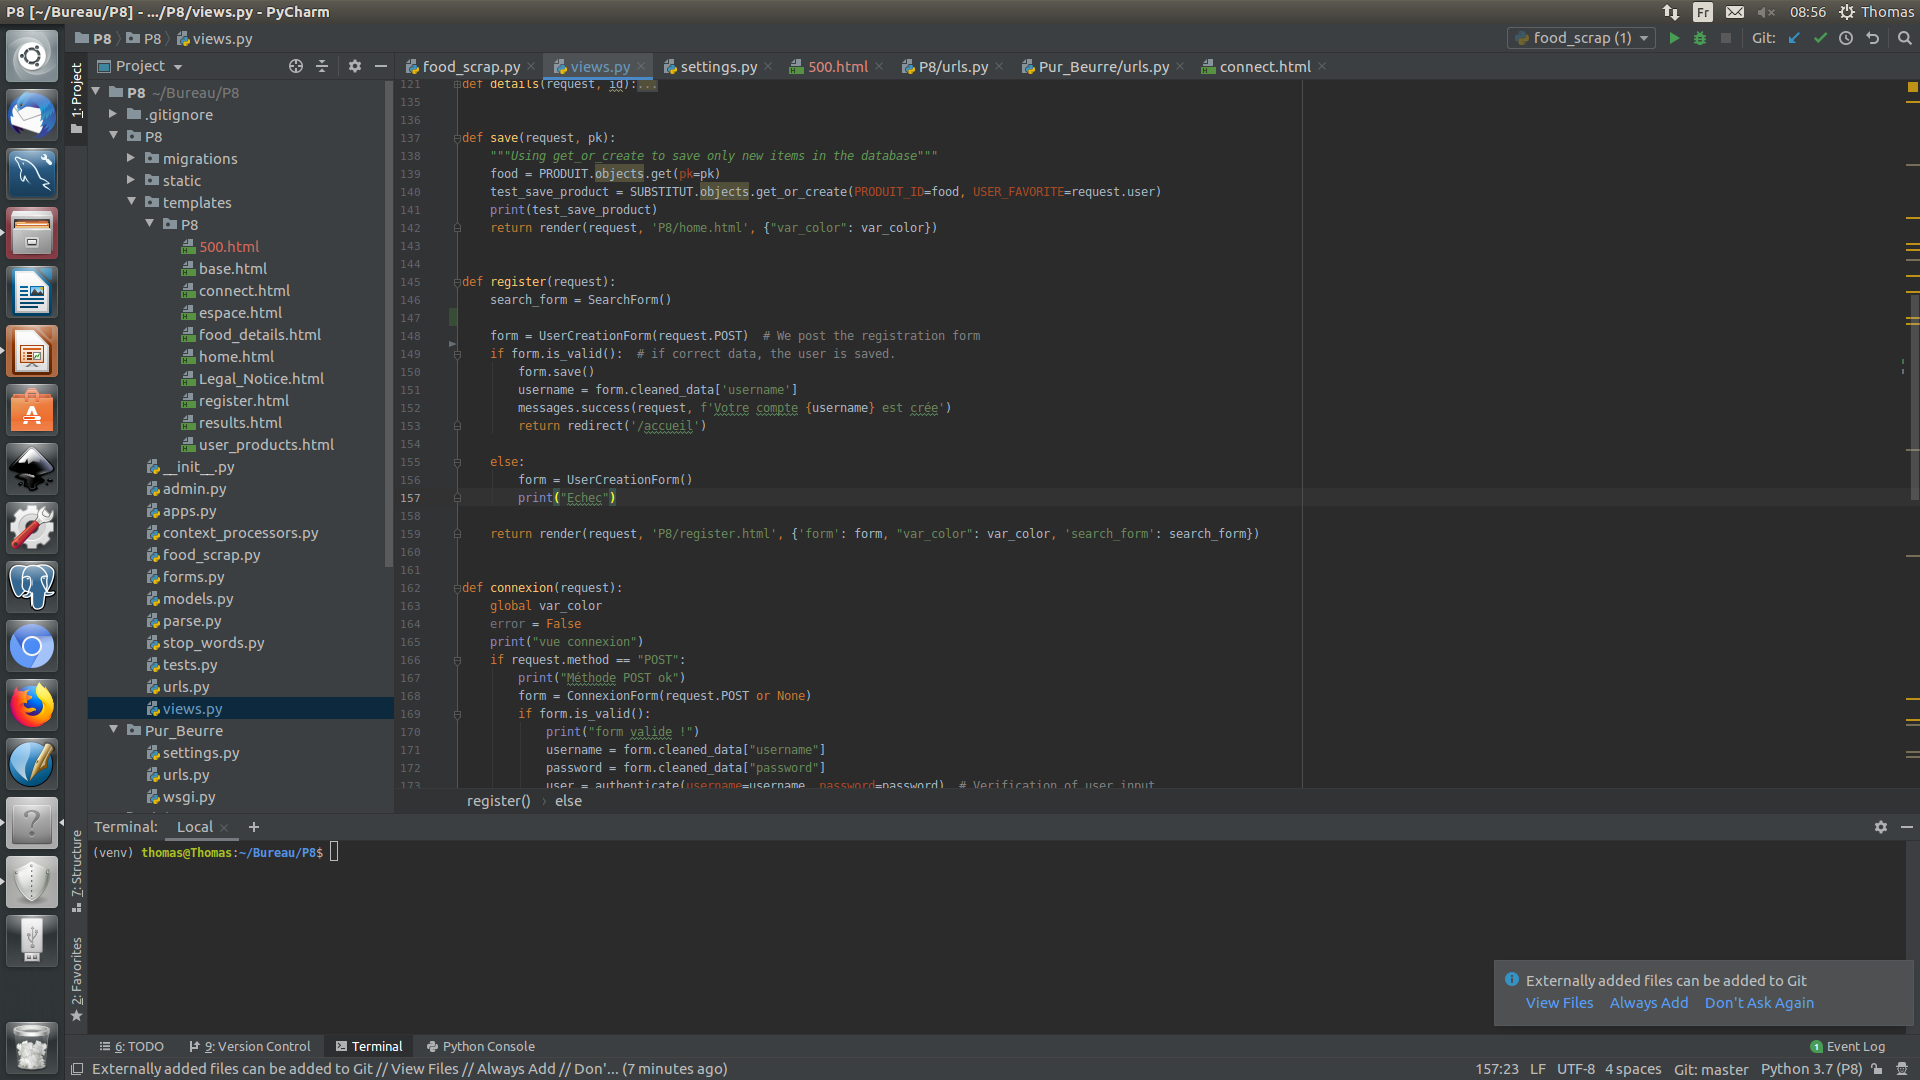 P8 [~/Bureau/P8] - .../P8/views.py - PyCharm
Fr 08:56 Thomas
P8 P8 views.py
food_scrap (1) Git:
1: Project
Project
food_scrap.py views.py settings.py 500.html P8/urls.py Pur_Beurre/urls.py connect.html
P8 ~/Bureau/P8
.gitignore
P8
migrations
static
templates
P8
500.html
base.html
connect.html
espace.html
food_details.html
home.html
Legal_Notice.html
register.html
results.html
user_products.html
__init__.py
admin.py
apps.py
context_processors.py
food_scrap.py
forms.py
models.py
parse.py
stop_words.py
tests.py
urls.py
views.py
Pur_Beurre
settings.py
urls.py
wsgi.py
121 def details(request, id):...
135
136
137 def save(request, pk):
138 """Using get_or_create to save only new items in the database"""
139 food = PRODUIT.objects.get(pk=pk)
140 test_save_product = SUBSTITUT.objects.get_or_create(PRODUIT_ID=food, USER_FAVORITE=request.user)
141 print(test_save_product)
142 return render(request, 'P8/home.html', {"var_color": var_color})
143
144
145 def register(request):
146 search_form = SearchForm()
147
148 form = UserCreationForm(request.POST)  # We post the registration form
149 if form.is_valid():  # if correct data, the user is saved.
150 form.save()
151 username = form.cleaned_data['username']
152 messages.success(request, f'Votre compte {username} est crée')
153 return redirect('/accueil')
154
155 else:
156 form = UserCreationForm()
157 print("Echec")
158
159 return render(request, 'P8/register.html', {'form': form, "var_color": var_color, 'search_form': search_form})
160
161
162 def connexion(request):
163 global var_color
164 error = False
165 print("vue connexion")
166 if request.method == "POST":
167 print("Méthode POST ok")
168 form = ConnexionForm(request.POST or None)
169 if form.is_valid():
170 print("form valide !")
171 username = form.cleaned_data["username"]
172 password = form.cleaned_data["password"]
173 user = authenticate(username=username, password=password)  # Verification of user input
register() › else
7: Structure
2: Favorites
Terminal: Local +
(venv) thomas@Thomas:~/Bureau/P8$
Externally added files can be added to Git
View Files Always Add Don't Ask Again
6: TODO 9: Version Control Terminal Python Console
1 Event Log
Externally added files can be added to Git // View Files // Always Add // Don'... (7 minutes ago)
157:23 LF UTF-8 4 spaces Git: master Python 3.7 (P8)